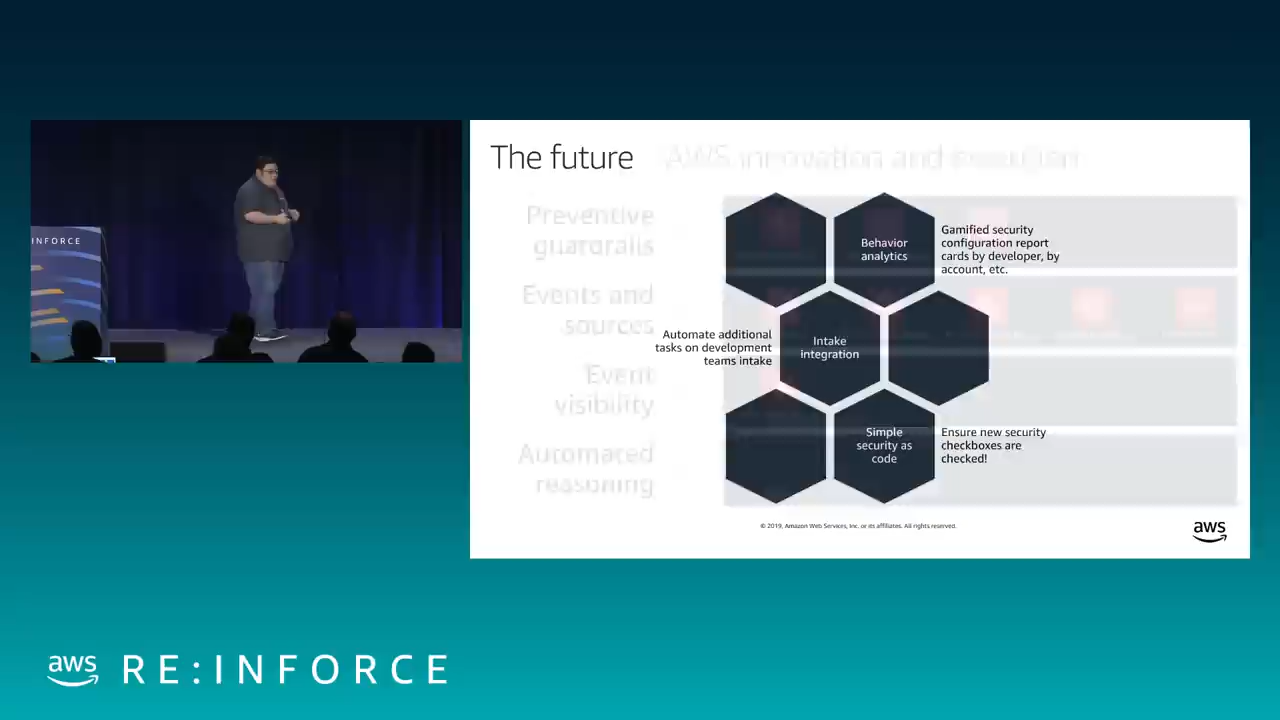 INFORCE
The future
AWS innovation and execution
Preventive
guardrails
Events and
sources
Event
visibility
Automated
reasoning
Behavior
analytics
Gamified security
configuration report
cards by developer, by
account, etc.
Automate additional
tasks on development
teams intake
Intake
integration
Simple
security as
code
Ensure new security
checkboxes are
checked!
© 2019, Amazon Web Services, Inc. or its affiliates. All rights reserved.
aws
aws RE:INFORCE